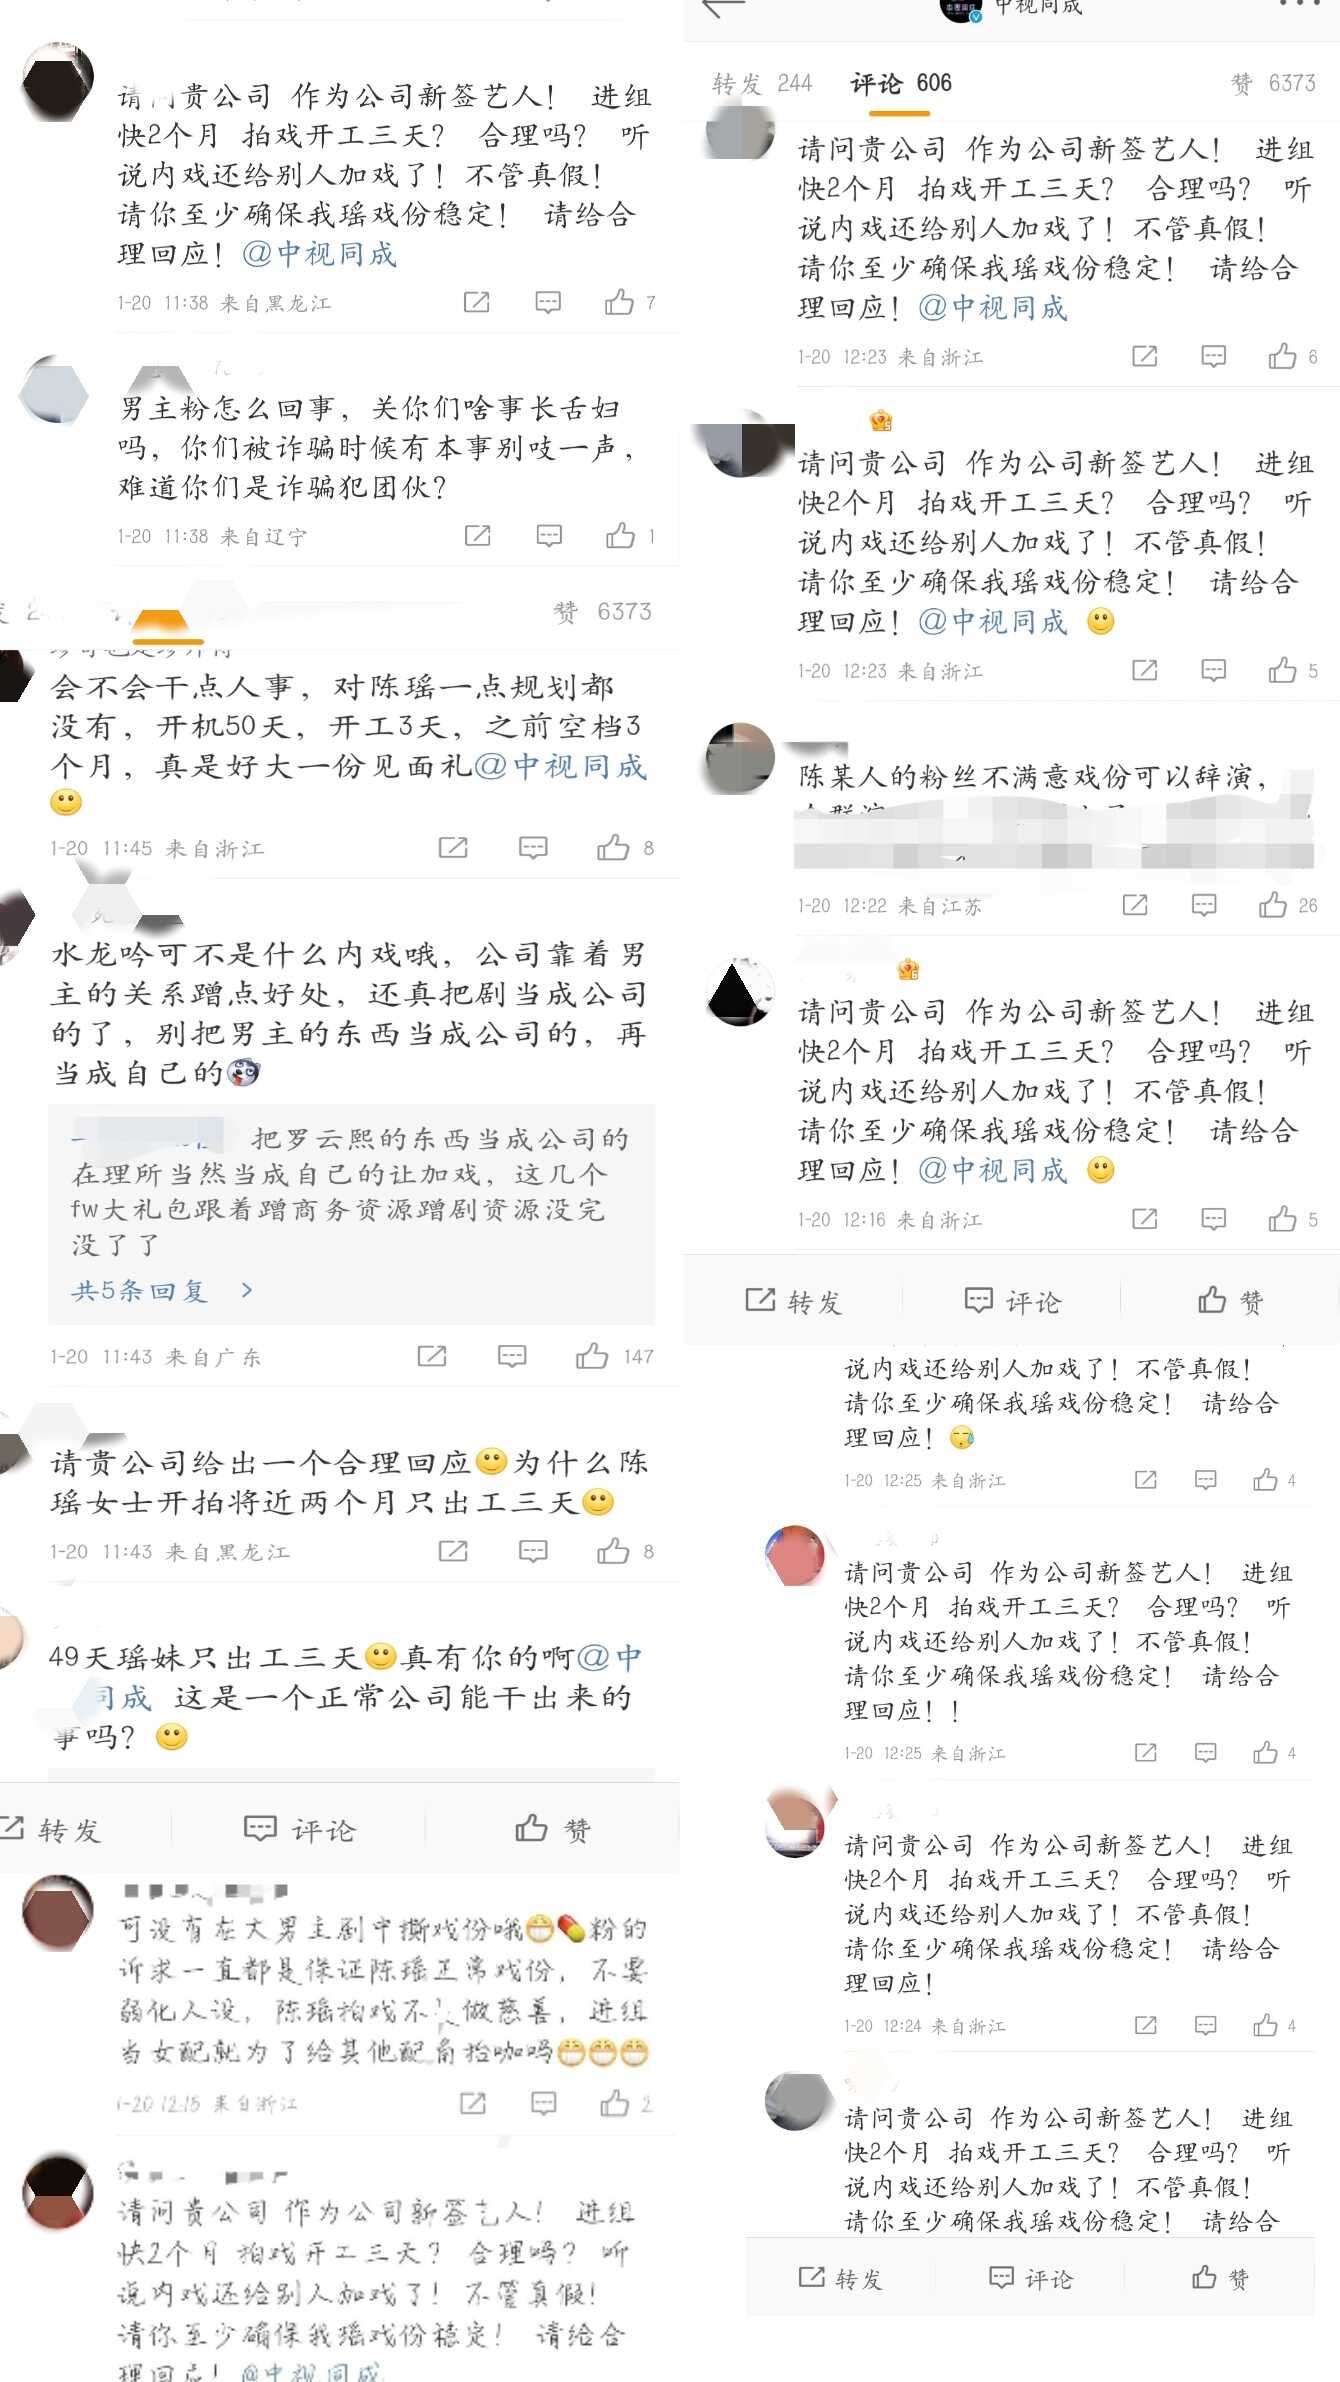 请问贵公司 作为公司新签艺人！ 进组
快2个月 拍戏开工三天？ 合理吗？ 听
说内戏还给别人加戏了！不管真假！
请你至少确保我瑶戏份稳定！ 请给合
理回应！@中视同成
1-20 11:38 来自黑龙江 7
男主粉怎么回事，关你们啥事长舌妇
吗，你们被诈骗时候有本事别吱一声，
难道你们是诈骗犯团伙？
1-20 11:38 来自辽宁 1
赞 6373
会不会干点人事，对陈瑶一点规划都
没有，开机50天，开工3天，之前空档3
个月，真是好大一份见面礼@中视同成
1-20 11:45 来自浙江 8
水龙吟可不是什么内戏哦，公司靠着男
主的关系蹭点好处，还真把剧当成公司
的了，别把男主的东西当成公司的，再
当成自己的
把罗云熙的东西当成公司的
在理所当然当成自己的让加戏，这几个
fw大礼包跟着蹭商务资源蹭剧资源没完
没了了
共5条回复 >
1-20 11:43 来自广东 147
请贵公司给出一个合理回应🙂为什么陈
瑶女士开拍将近两个月只出工三天🙂
1-20 11:43 来自黑龙江 8
49天瑶妹只出工三天🙂真有你的啊@中
同成 这是一个正常公司能干出来的
事吗？🙂
转发 评论 赞
可没有在大男主剧中撕戏份哦😁💊粉的
诉求一直都是保证陈瑶正常戏份，不要
弱化人设，陈瑶拍戏不 做慈善，进组
当女配就为了给其他配角抬咖吗😁😁😁
1-20 12:15 来自浙江 2
请问贵公司 作为公司新签艺人！ 进组
快2个月 拍戏开工三天？ 合理吗？ 听
说内戏还给别人加戏了！不管真假！
请你至少确保我瑶戏份稳定！ 请给合
理回应！@中视同成
中视同成
转发 244 评论 606 赞 6373
请问贵公司 作为公司新签艺人！ 进组
快2个月 拍戏开工三天？ 合理吗？ 听
说内戏还给别人加戏了！不管真假！
请你至少确保我瑶戏份稳定！ 请给合
理回应！@中视同成
1-20 12:23 来自浙江 6
请问贵公司 作为公司新签艺人！ 进组
快2个月 拍戏开工三天？ 合理吗？ 听
说内戏还给别人加戏了！不管真假！
请你至少确保我瑶戏份稳定！ 请给合
理回应！@中视同成 🙂
1-20 12:23 来自浙江 5
陈某人的粉丝不满意戏份可以辞演，
1-20 12:22 来自江苏 26
请问贵公司 作为公司新签艺人！ 进组
快2个月 拍戏开工三天？ 合理吗？ 听
说内戏还给别人加戏了！不管真假！
请你至少确保我瑶戏份稳定！ 请给合
理回应！@中视同成 🙂
1-20 12:16 来自浙江 5
转发 评论 赞
说内戏还给别人加戏了！不管真假！
请你至少确保我瑶戏份稳定！ 请给合
理回应！
1-20 12:25 来自浙江 4
请问贵公司 作为公司新签艺人！ 进组
快2个月 拍戏开工三天？ 合理吗？ 听
说内戏还给别人加戏了！不管真假！
请你至少确保我瑶戏份稳定！ 请给合
理回应！！
1-20 12:25 来自浙江 4
请问贵公司 作为公司新签艺人！ 进组
快2个月 拍戏开工三天？ 合理吗？ 听
说内戏还给别人加戏了！不管真假！
请你至少确保我瑶戏份稳定！ 请给合
理回应！
1-20 12:24 来自浙江 4
请问贵公司 作为公司新签艺人！ 进组
快2个月 拍戏开工三天？ 合理吗？ 听
说内戏还给别人加戏了！不管真假！
请你至少确保我瑶戏份稳定！ 请给合
转发 评论 赞